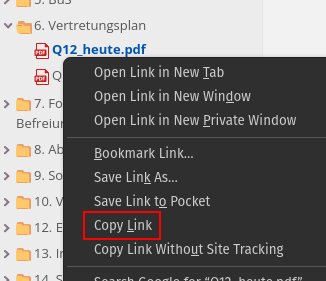 5. BuS
6. Vertretungsplan
Q12_heute.pdf
Q
Open Link in New Tab
Open Link in New Window
Open Link in New Private Window
Bookmark Link...
Save Link As...
Save Link to Pocket
Copy Link
Copy Link Without Site Tracking
Search Google for “Q12_heute.pdf”
7. Fo
Befreiun
8. Ab
9. So
10. V
12. E
13. In
14. S